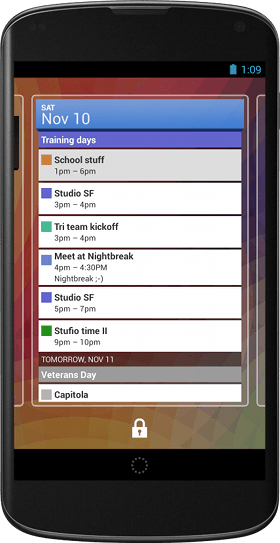 1:09
SAT
Nov 10
Training days
School stuff
1pm – 6pm
Studio SF
3pm – 4pm
Tri team kickoff
3pm – 4pm
Meet at Nightbreak
4pm – 4:30PM
Nightbreak ;-)
Studio SF
5pm – 7pm
Stufio time II
9pm – 10pm
TOMORROW, NOV 11
Veterans Day
Capitola